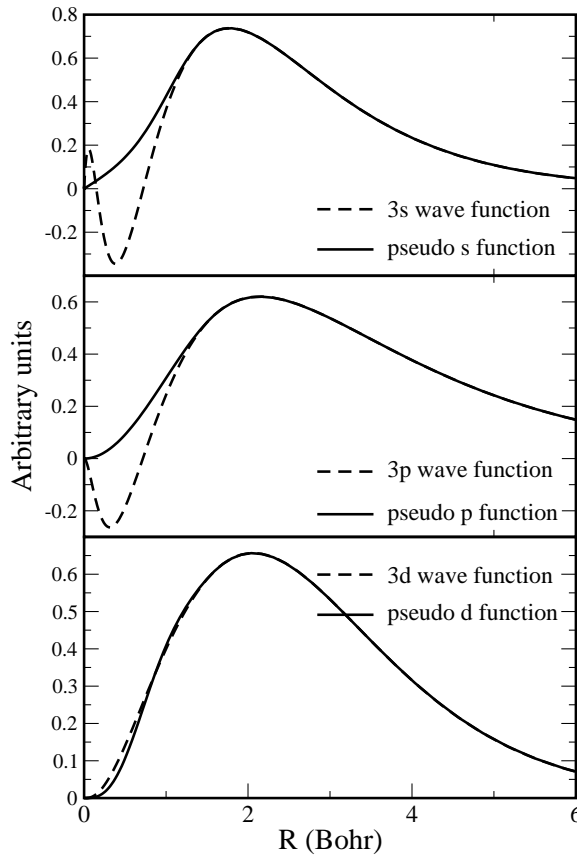 0.8
0.6
0.4
0.2
0
-0.2
3s wave function
pseudo s function
0.6
0.4
0.2
0
-0.2
3p wave function
pseudo p function
Arbitrary units
0.6
0.5
0.4
0.3
0.2
0.1
0
3d wave function
pseudo d function
0 2 4 6
R (Bohr)